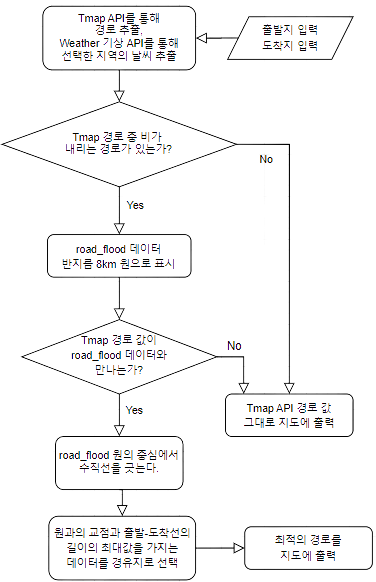 Tmap API를 통해
경로 추출,
Weather 기상 API를 통해
선택한 지역의 날씨 추출
출발지 입력
도착지 입력
Tmap 경로 중 비가
내리는 경로가 있는가?
No
Yes
road_flood 데이터
반지름 8km 원으로 표시
Tmap 경로 값이
road_flood 데이터와
만나는가?
No
Yes
Tmap API 경로 값
그대로 지도에 출력
road_flood 원의 중심에서
수직선을 긋는다.
원과의 교점과 출발-도착선의
길이의 최대값을 가지는
데이터를 경유지로 선택
최적의 경로를
지도에 출력